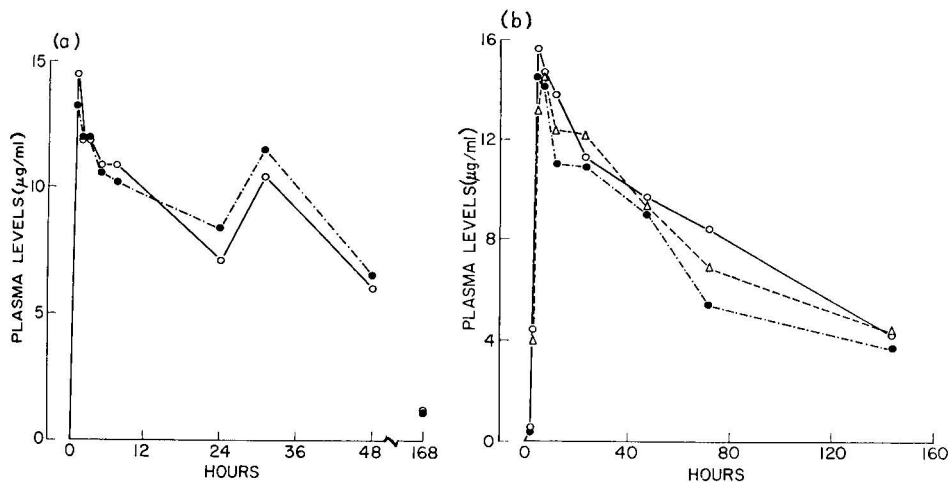 (a)
PLASMA LEVELS (μg/ml)
15
10
5
0
0 12 24 36 48 168
HOURS
(b)
PLASMA LEVELS (μg/ml)
16
12
8
4
0
0 40 80 120 160
HOURS